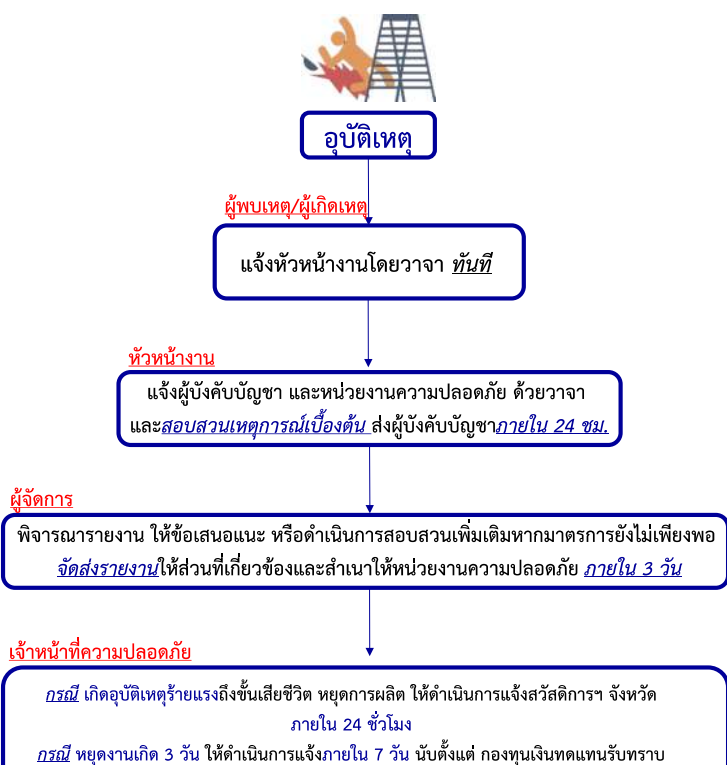 อุบัติเหตุ
ผู้พบเหตุ/ผู้เกิดเหตุ
แจ้งหัวหน้างานโดยวาจา ทันที
หัวหน้างาน
แจ้งผู้บังคับบัญชา และหน่วยงานความปลอดภัย ด้วยวาจา
และสอบสวนเหตุการณ์เบื้องต้น ส่งผู้บังคับบัญชาภายใน 24 ชม.
ผู้จัดการ
พิจารณารายงาน ให้ข้อเสนอแนะ หรือดำเนินการสอบสวนเพิ่มเติมหากมาตรการยังไม่เพียงพอ
จัดส่งรายงานให้ส่วนที่เกี่ยวข้องและสำเนาให้หน่วยงานความปลอดภัย ภายใน 3 วัน
เจ้าหน้าที่ความปลอดภัย
กรณี เกิดอุบัติเหตุร้ายแรงถึงขั้นเสียชีวิต หยุดการผลิต ให้ดำเนินการแจ้งสวัสดิการฯ จังหวัด
ภายใน 24 ชั่วโมง
กรณี หยุดงานเกิด 3 วัน ให้ดำเนินการแจ้งภายใน 7 วัน นับตั้งแต่ กองทุนเงินทดแทนรับทราบ